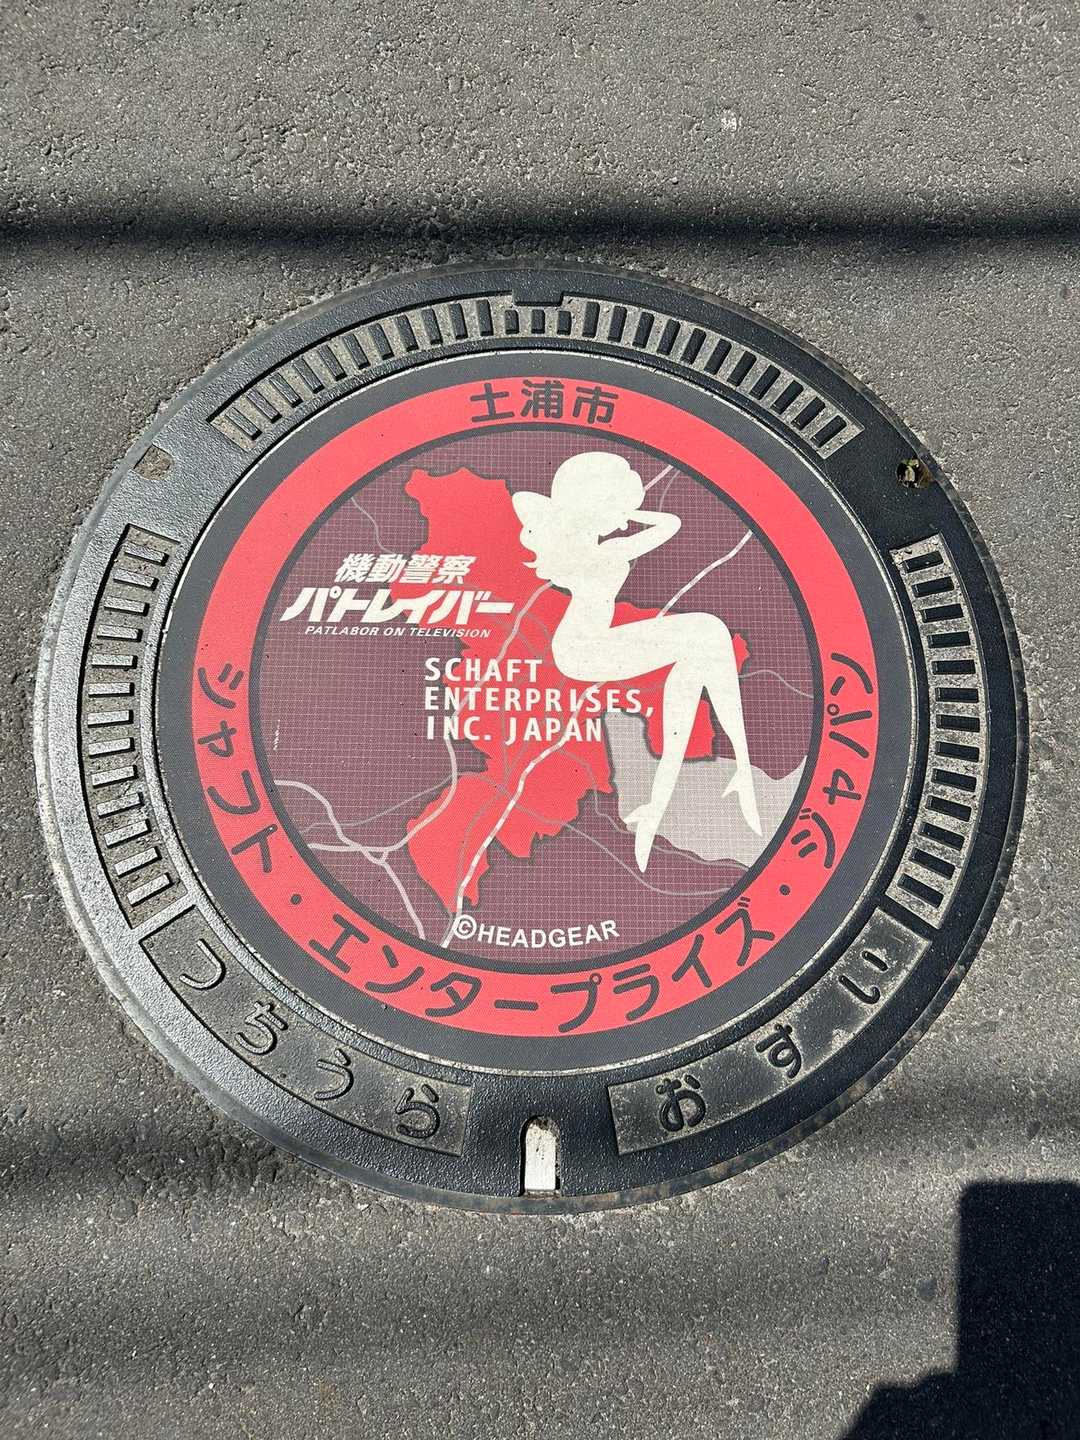 土浦市
機動警察
パトレイバー
PATLABOR ON TELEVISION
SCHAFT
ENTERPRISES,
INC. JAPAN
©HEADGEAR
シャフト・エンタープライズ・ジャパン
つちうら
おすい